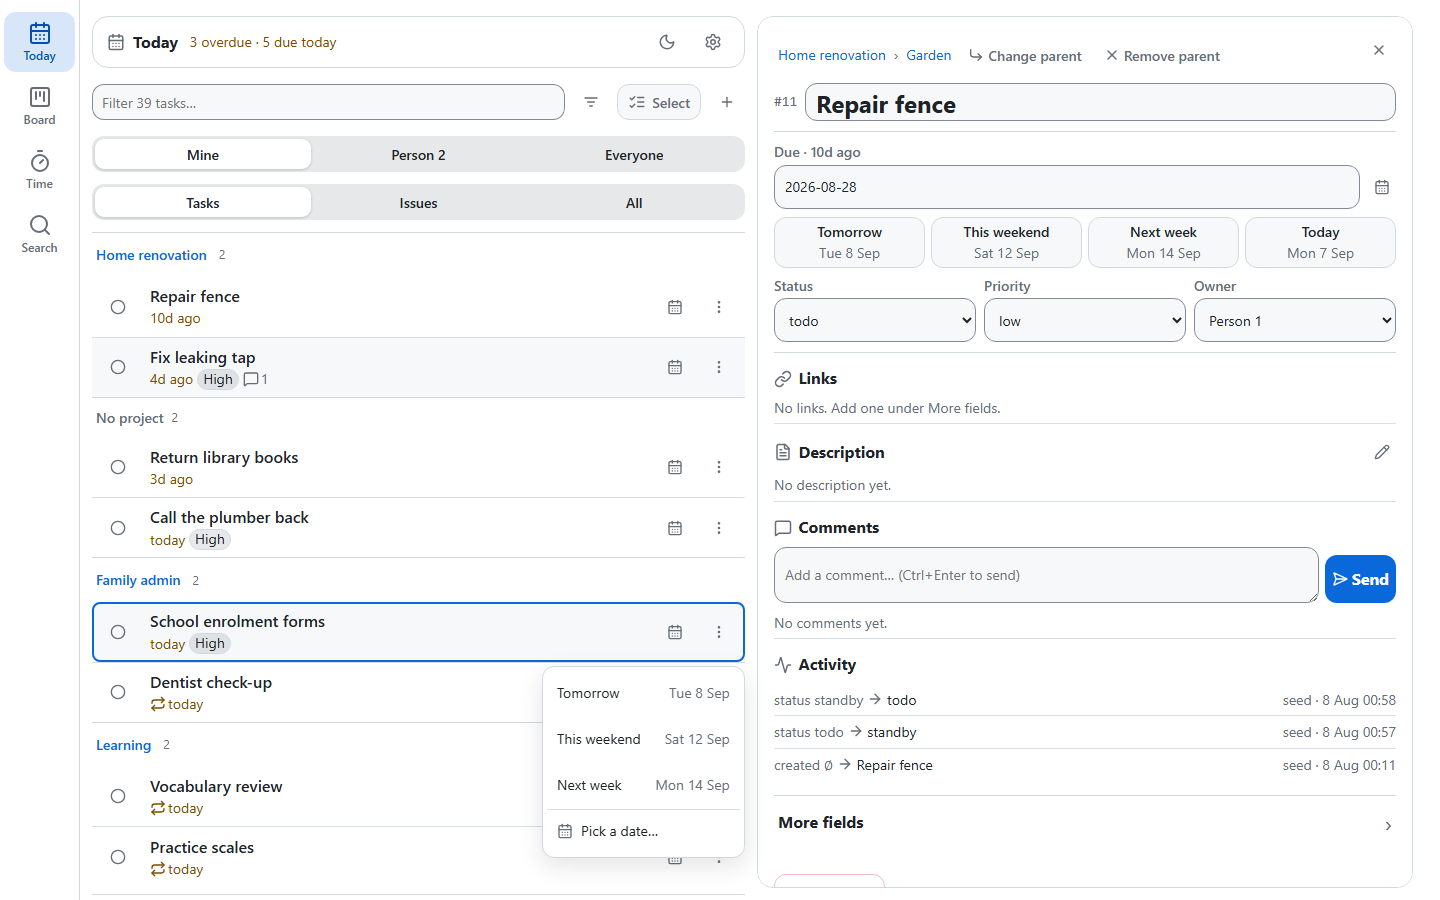 Today
Board
Time
Search
Today 3 overdue · 5 due today
Filter 39 tasks...
Select
Mine Person 2 Everyone
Tasks Issues All
Home renovation 2
Repair fence
10d ago
Fix leaking tap
4d ago High 1
No project 2
Return library books
3d ago
Call the plumber back
today High
Family admin 2
School enrolment forms
today High
Dentist check-up
today
Learning 2
Vocabulary review
today
Practice scales
today
Tomorrow Tue 8 Sep
This weekend Sat 12 Sep
Next week Mon 14 Sep
Pick a date...
Home renovation › Garden Change parent Remove parent
#11 Repair fence
Due · 10d ago
2026-08-28
Tomorrow This weekend Next week Today
Tue 8 Sep Sat 12 Sep Mon 14 Sep Mon 7 Sep
Status Priority Owner
todo low Person 1
Links
No links. Add one under More fields.
Description
No description yet.
Comments
Add a comment... (Ctrl+Enter to send)
Send
No comments yet.
Activity
status standby → todo seed · 8 Aug 00:58
status todo → standby seed · 8 Aug 00:57
created ∅ → Repair fence seed · 8 Aug 00:11
More fields